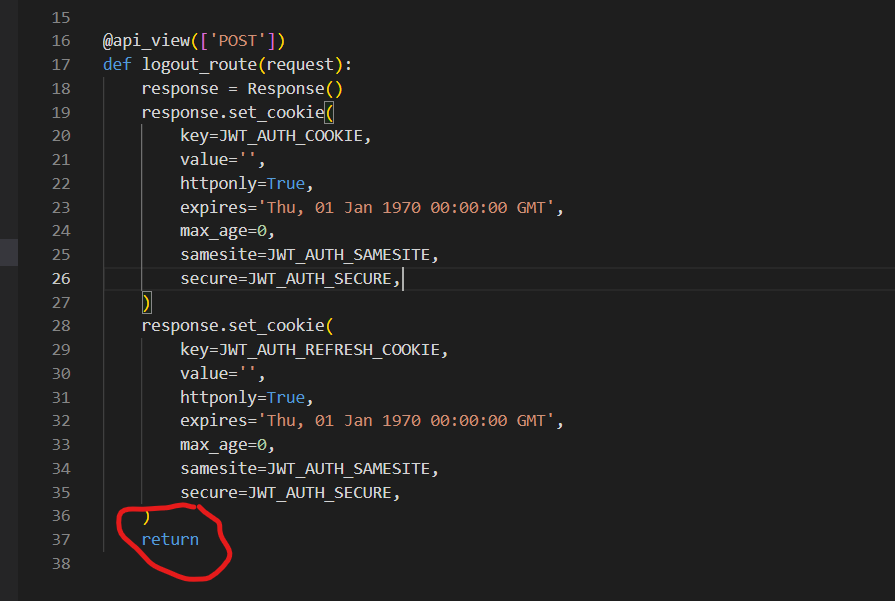 15
16 @api_view(['POST'])
17 def logout_route(request):
18     response = Response()
19     response.set_cookie(
20         key=JWT_AUTH_COOKIE,
21         value='',
22         httponly=True,
23         expires='Thu, 01 Jan 1970 00:00:00 GMT',
24         max_age=0,
25         samesite=JWT_AUTH_SAMESITE,
26         secure=JWT_AUTH_SECURE,
27     )
28     response.set_cookie(
29         key=JWT_AUTH_REFRESH_COOKIE,
30         value='',
31         httponly=True,
32         expires='Thu, 01 Jan 1970 00:00:00 GMT',
33         max_age=0,
34         samesite=JWT_AUTH_SAMESITE,
35         secure=JWT_AUTH_SECURE,
36     )
37     return
38